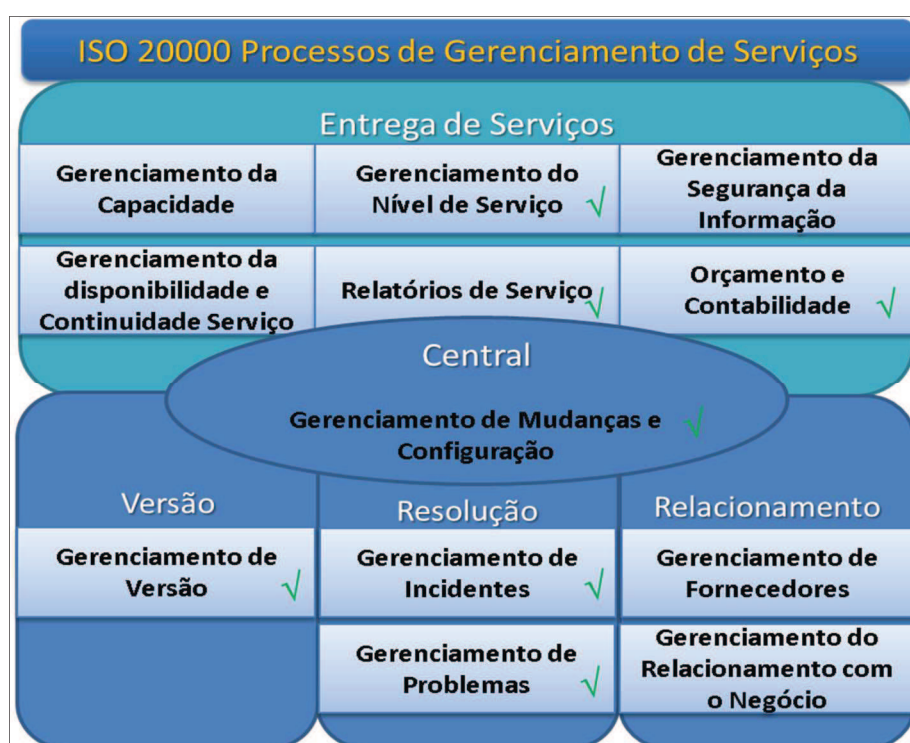 ISO 20000 Processos de Gerenciamento de Serviços
Entrega de Serviços
Gerenciamento da
Capacidade
Gerenciamento do
Nível de Serviço √
Gerenciamento da
Segurança da
Informação
Gerenciamento da
disponibilidade e
Continuidade Serviço
Relatórios de Serviço √
Orçamento e
Contabilidade √
Central
Gerenciamento de Mudanças e √
Configuração
Versão
Gerenciamento de
Versão √
Resolução
Gerenciamento de
Incidentes √
Gerenciamento de
Problemas √
Relacionamento
Gerenciamento de
Fornecedores
Gerenciamento do
Relacionamento com
o Negócio